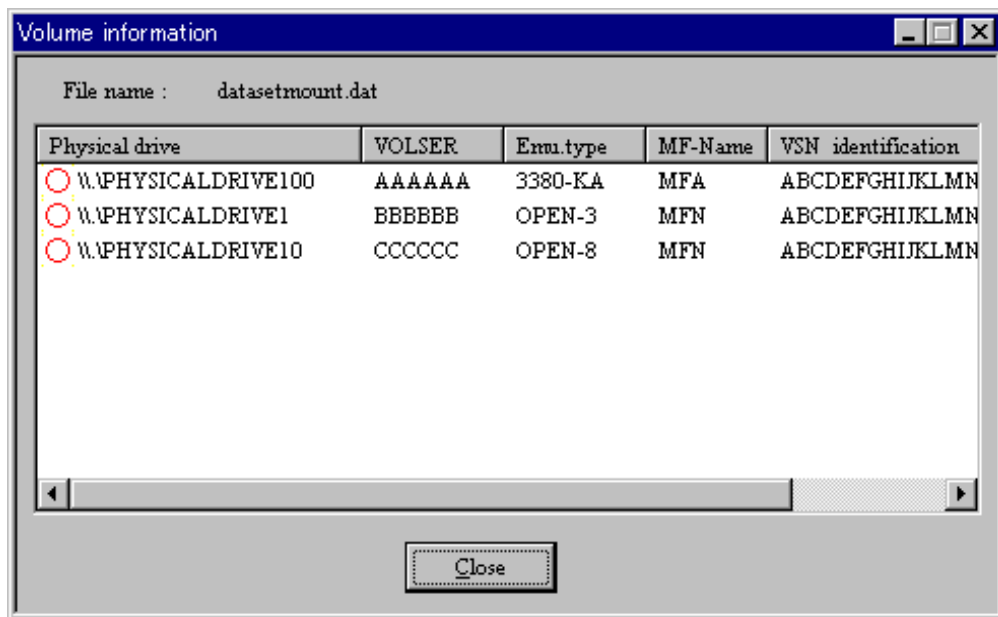 Volume information
File name : datasetmount.dat
Physical drive VOLSER Emu.type MF-Name VSN identification
\\.\PHYSICALDRIVE100 AAAAAA 3380-KA MFA ABCDEFGHIJKLMN
\\.\PHYSICALDRIVE1 BBBBBB OPEN-3 MFN ABCDEFGHIJKLMN
\\.\PHYSICALDRIVE10 CCCCCC OPEN-8 MFN ABCDEFGHIJKLMN
Close